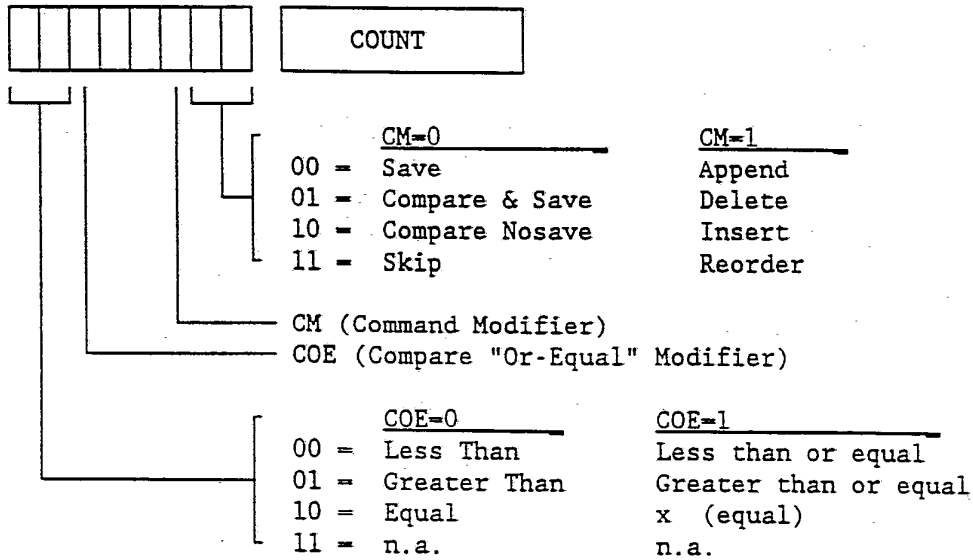 COUNT
CM=0 CM=1
00 = Save Append
01 = Compare & Save Delete
10 = Compare Nosave Insert
11 = Skip Reorder
CM (Command Modifier)
COE (Compare "Or-Equal" Modifier)
COE=0 COE=1
00 = Less Than Less than or equal
01 = Greater Than Greater than or equal
10 = Equal x (equal)
11 = n.a. n.a.